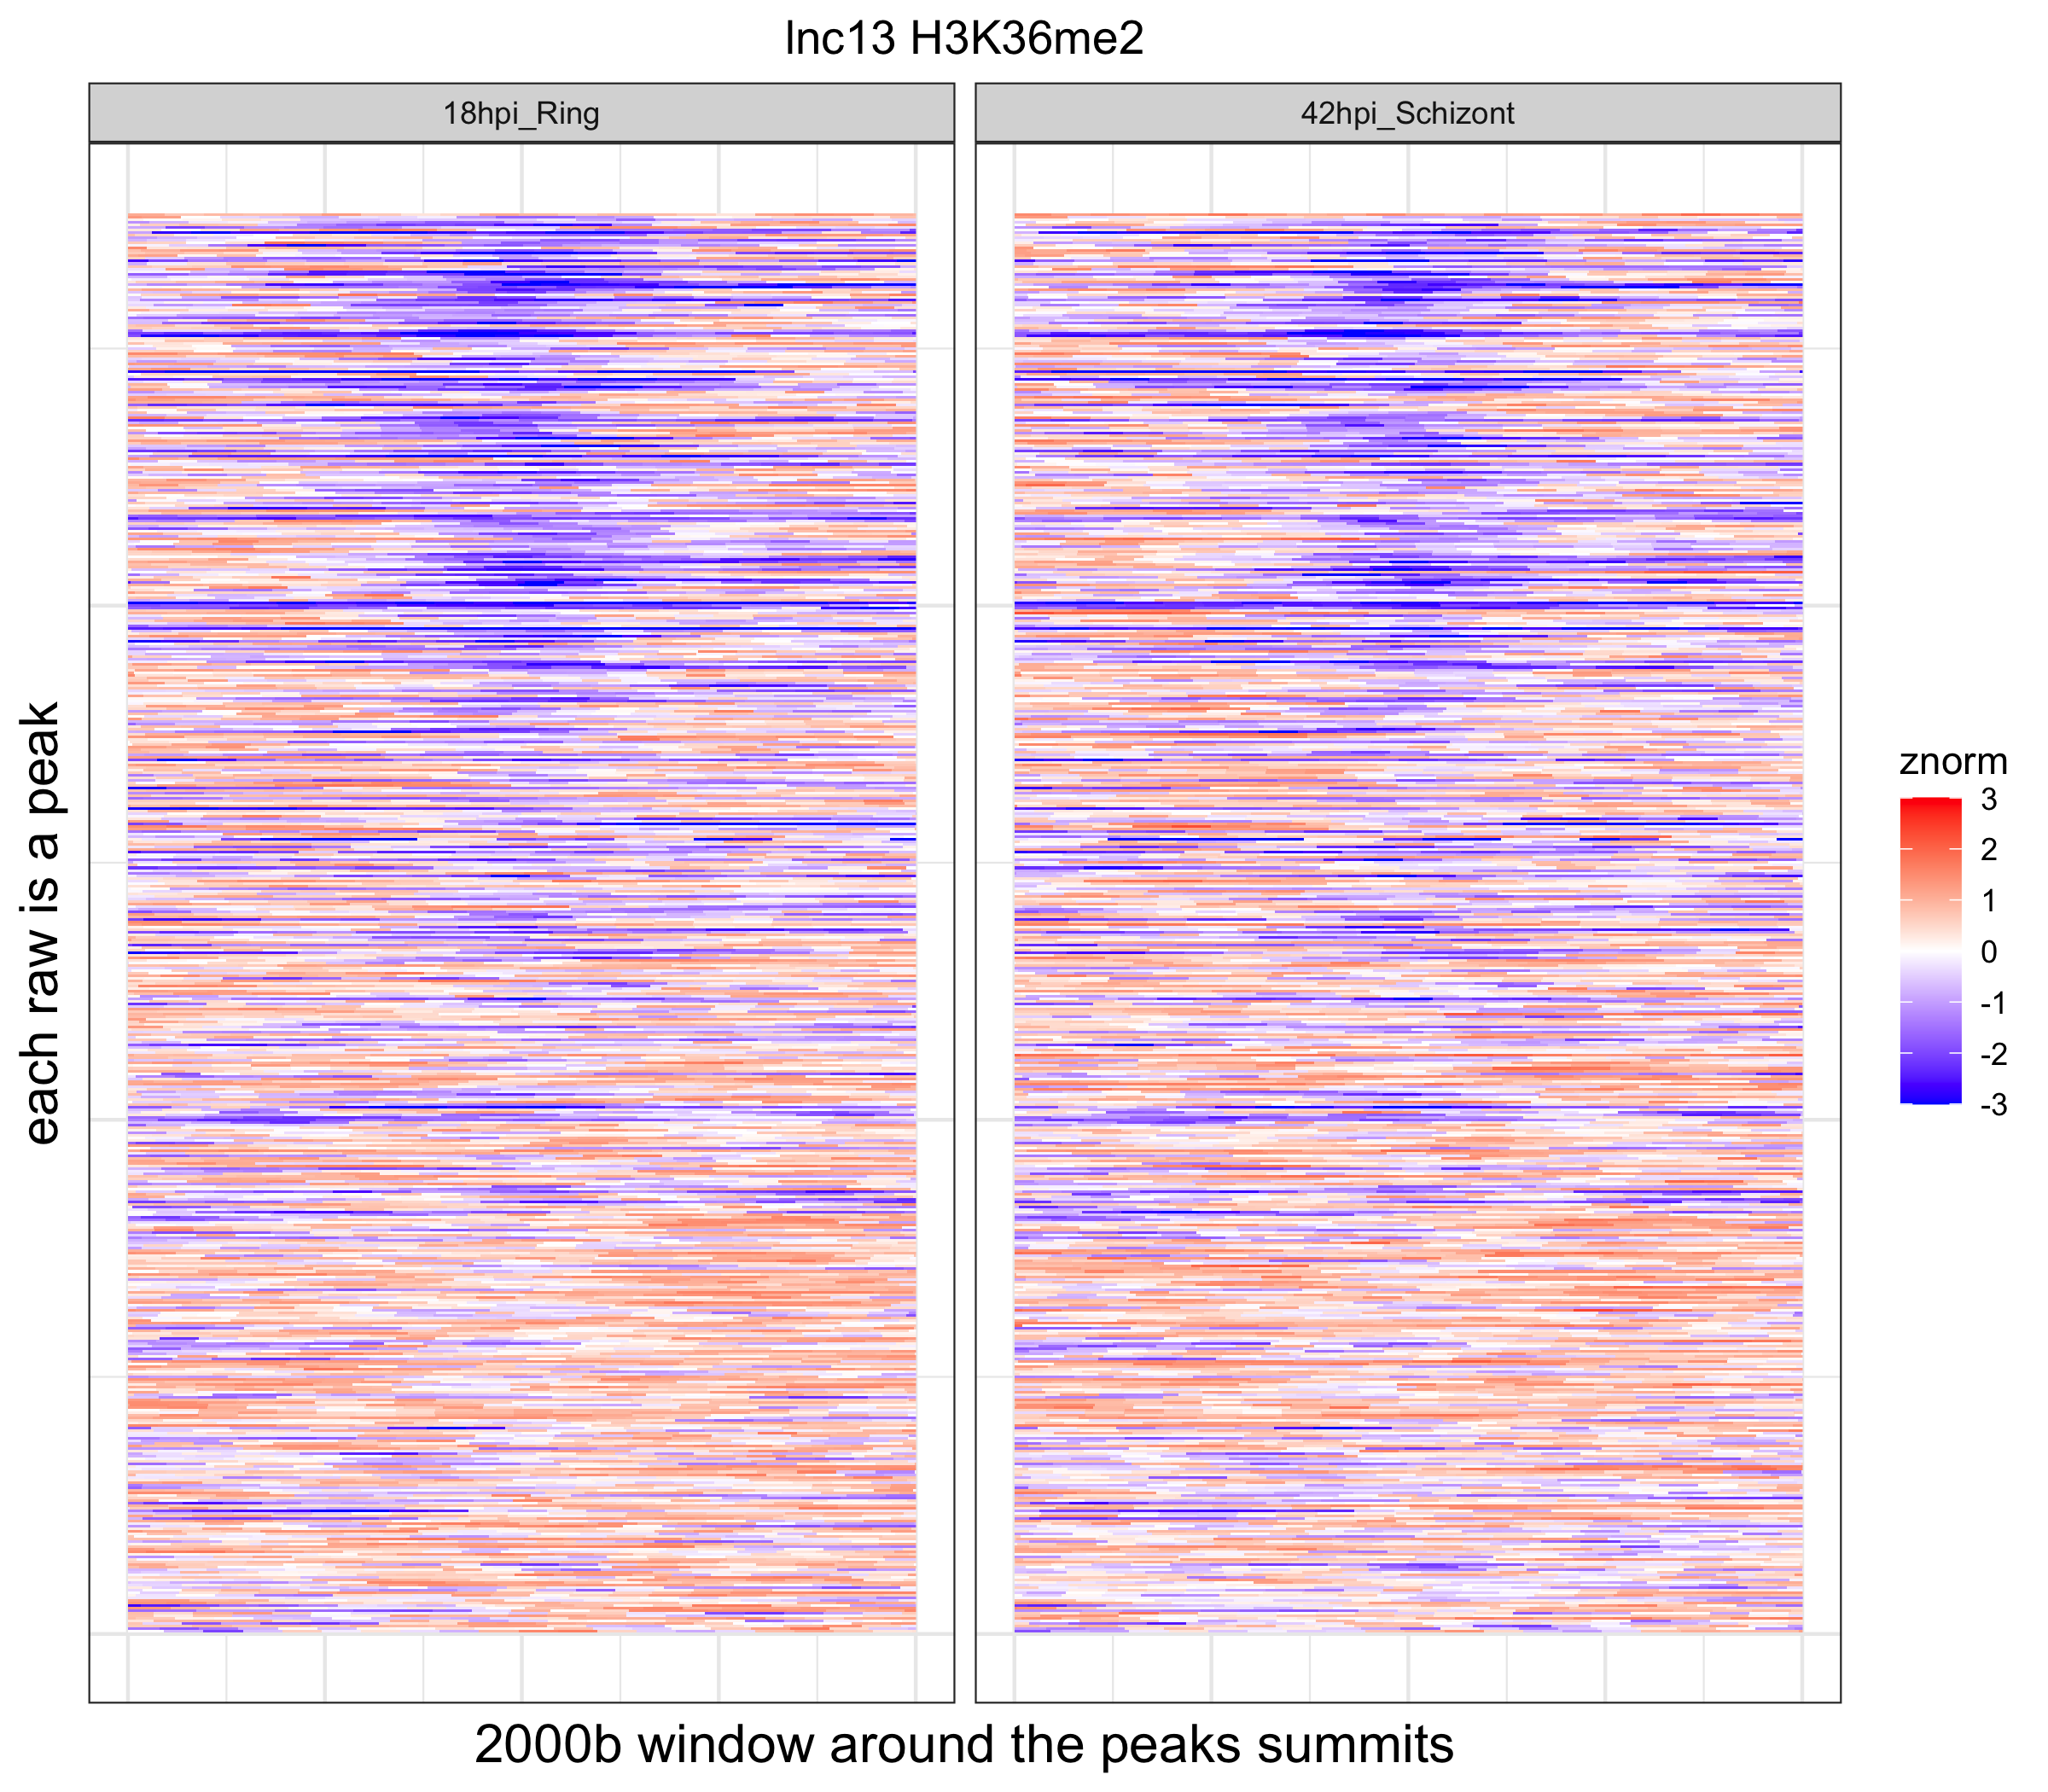 lnc13 H3K36me2
18hpi_Ring
42hpi_Schizont
each raw is a peak
znorm
3
2
1
0
-1
-2
-3
2000b window around the peaks summits